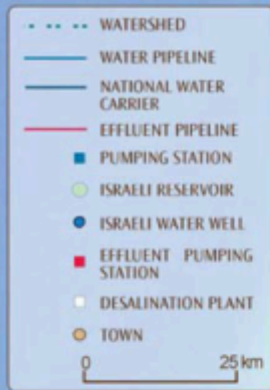 WATERSHED
WATER PIPELINE
NATIONAL WATER
CARRIER
EFFLUENT PIPELINE
PUMPING STATION
ISRAELI RESERVOIR
ISRAELI WATER WELL
EFFLUENT PUMPING
STATION
DESALINATION PLANT
TOWN
0 25 km